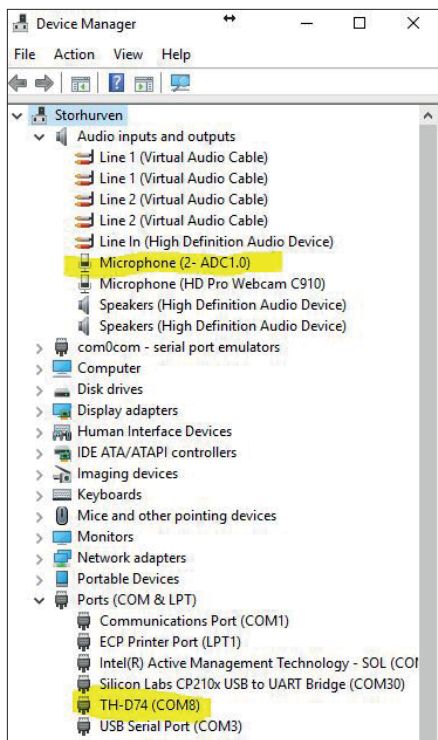 Device Manager
File Action View Help
Storhurven
Audio inputs and outputs
Line 1 (Virtual Audio Cable)
Line 1 (Virtual Audio Cable)
Line 2 (Virtual Audio Cable)
Line 2 (Virtual Audio Cable)
Line In (High Definition Audio Device)
Microphone (2- ADC1.0)
Microphone (HD Pro Webcam C910)
Speakers (High Definition Audio Device)
Speakers (High Definition Audio Device)
com0com - serial port emulators
Computer
Disk drives
Display adapters
Human Interface Devices
IDE ATA/ATAPI controllers
Imaging devices
Keyboards
Mice and other pointing devices
Monitors
Network adapters
Portable Devices
Ports (COM & LPT)
Communications Port (COM1)
ECP Printer Port (LPT1)
Intel(R) Active Management Technology - SOL (CO
Silicon Labs CP210x USB to UART Bridge (COM30)
TH-D74 (COM8)
USB Serial Port (COM3)